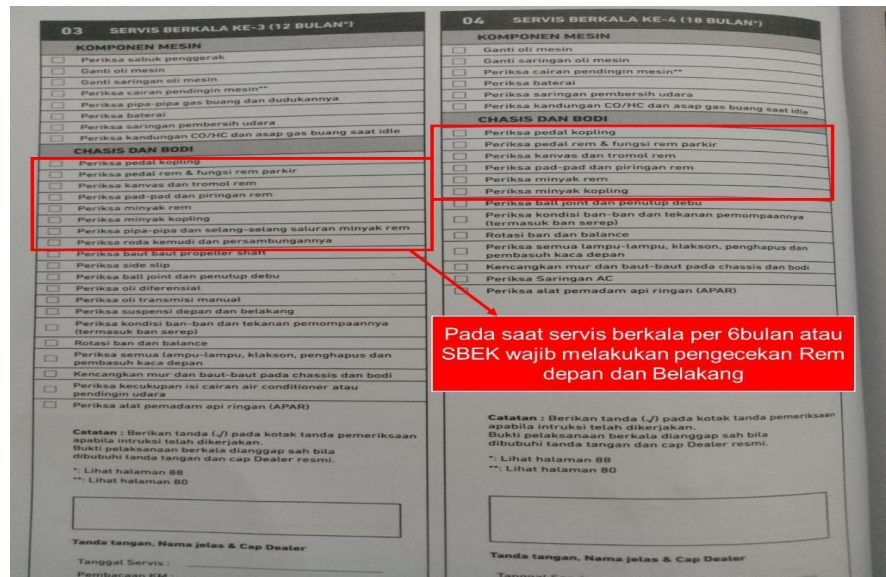 03 SERVIS BERKALA KE-3 (12 BULAN*)
KOMPONEN MESIN
Periksa sabuk penggerak
Ganti oli mesin
Ganti saringan oli mesin
Periksa cairan pendingin mesin**
Periksa pipa-pipa gas buang dan dudukannya
Periksa baterai
Periksa saringan pembersih udara
Periksa kandungan CO/HC dan asap gas buang saat idle
CHASIS DAN BODI
Periksa pedal kopling
Periksa pedal rem & fungsi rem parkir
Periksa kanvas dan tromol rem
Periksa pad-pad dan piringan rem
Periksa minyak rem
Periksa minyak kopling
Periksa pipa-pipa dan selang-selang saluran minyak rem
Periksa roda kemudi dan persambungannya
Periksa baut baut propeller shaft
Periksa side slip
Periksa ball joint dan penutup debu
Periksa oli diferensial
Periksa oli transmisi manual
Periksa suspensi depan dan belakang
Periksa kondisi ban-ban dan tekanan pemompaannya
(termasuk ban serep)
Rotasi ban dan balance
Periksa semua lampu-lampu, klakson, penghapus dan
pembasuh kaca depan
Kencangkan mur dan baut-baut pada chassis dan bodi
Periksa kecukupan isi cairan air conditioner atau
pendingin udara
Periksa alat pemadam api ringan (APAR)
Catatan : Berikan tanda (√) pada kotak tanda pemeriksaan
apabila intruksi telah dikerjakan.
Bukti pelaksanaan berkala dianggap sah bila
dibubuhi tanda tangan dan cap Dealer resmi.
*: Lihat halaman 88
**: Lihat halaman 80
Tanda tangan, Nama jelas & Cap Dealer
Tanggal Servis :
Pembacaan KM :
04 SERVIS BERKALA KE-4 (18 BULAN*)
KOMPONEN MESIN
Ganti oli mesin
Ganti saringan oli mesin
Periksa cairan pendingin mesin**
Periksa baterai
Periksa saringan pembersih udara
Periksa kandungan CO/HC dan asap gas buang saat idle
CHASIS DAN BODI
Periksa pedal kopling
Periksa pedal rem & fungsi rem parkir
Periksa kanvas dan tromol rem
Periksa pad-pad dan piringan rem
Periksa minyak rem
Periksa minyak kopling
Periksa ball joint dan penutup debu
Periksa kondisi ban-ban dan tekanan pemompaannya
(termasuk ban serep)
Rotasi ban dan balance
Periksa semua lampu-lampu, klakson, penghapus dan
pembasuh kaca depan
Kencangkan mur dan baut-baut pada chassis dan bodi
Periksa Saringan AC
Periksa alat pemadam api ringan (APAR)
Pada saat servis berkala per 6bulan atau
SBEK wajib melakukan pengecekan Rem
depan dan Belakang
Catatan : Berikan tanda (√) pada kotak tanda pemeriksaan
apabila intruksi telah dikerjakan.
Bukti pelaksanaan berkala dianggap sah bila
dibubuhi tanda tangan dan cap Dealer resmi.
*: Lihat halaman 88
**: Lihat halaman 80
Tanda tangan, Nama jelas & Cap Dealer